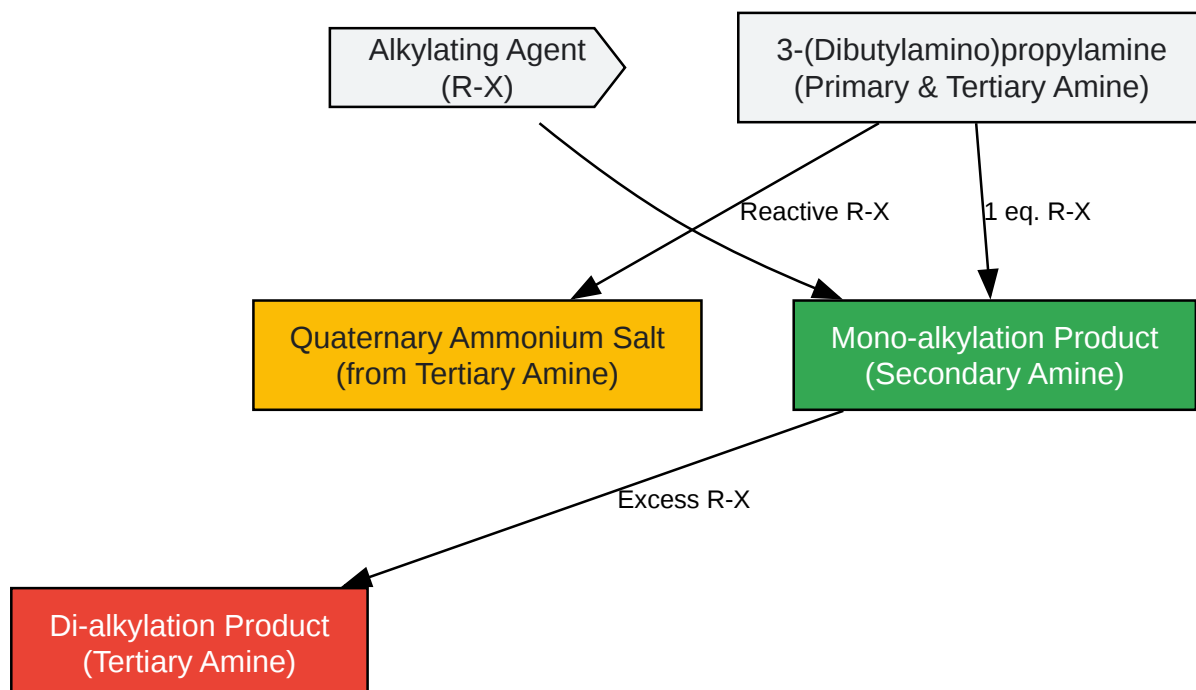 Alkylating Agent
(R-X)
3-(Dibutylamino)propylamine
(Primary & Tertiary Amine)
Reactive R-X
1 eq. R-X
Quaternary Ammonium Salt
(from Tertiary Amine)
Mono-alkylation Product
(Secondary Amine)
Excess R-X
Di-alkylation Product
(Tertiary Amine)